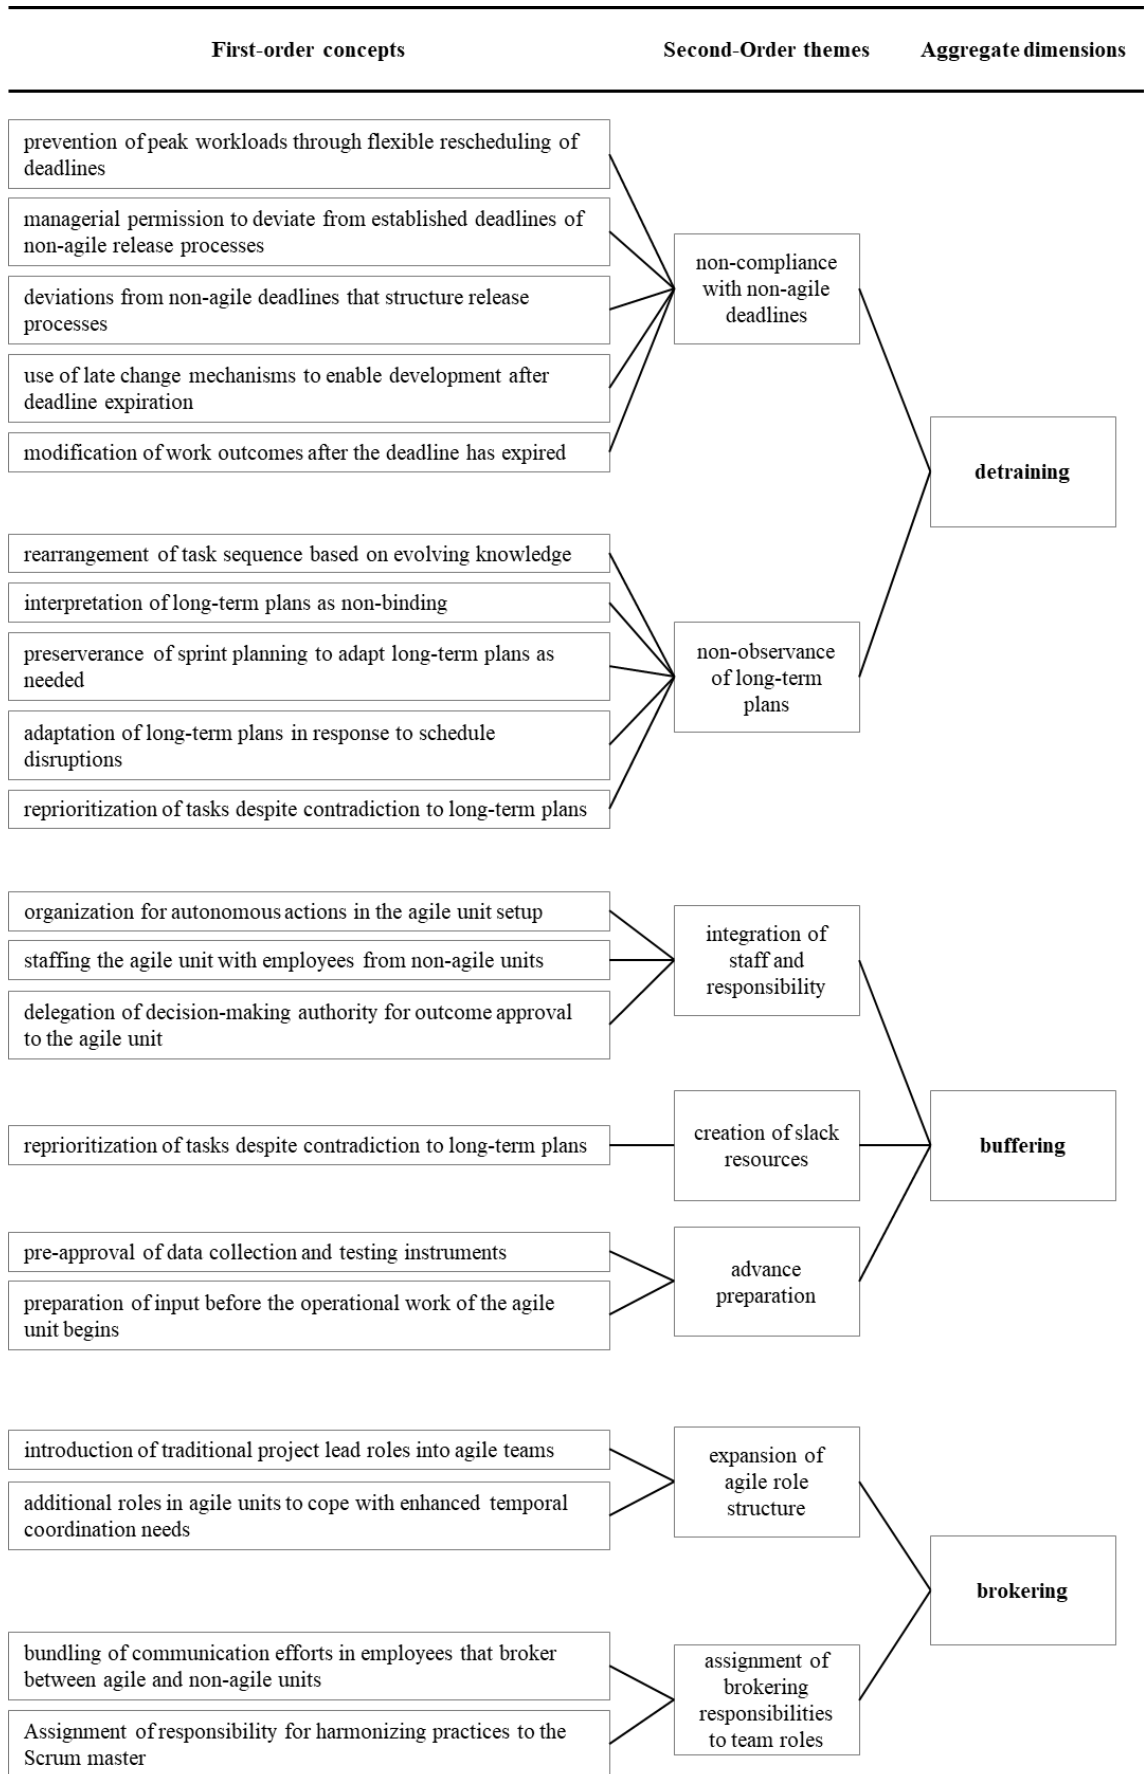 First-order concepts
Second-Order themes
Aggregate dimensions
prevention of peak workloads through flexible rescheduling of
deadlines
managerial permission to deviate from established deadlines of
non-agile release processes
deviations from non-agile deadlines that structure release
processes
use of late change mechanisms to enable development after
deadline expiration
modification of work outcomes after the deadline has expired
non-compliance
with non-agile
deadlines
rearrangement of task sequence based on evolving knowledge
interpretation of long-term plans as non-binding
preserverance of sprint planning to adapt long-term plans as
needed
adaptation of long-term plans in response to schedule
disruptions
reprioritization of tasks despite contradiction to long-term plans
non-observance
of long-term
plans
detraining
organization for autonomous actions in the agile unit setup
staffing the agile unit with employees from non-agile units
delegation of decision-making authority for outcome approval
to the agile unit
integration of
staff and
responsibility
reprioritization of tasks despite contradiction to long-term plans
creation of slack
resources
pre-approval of data collection and testing instruments
preparation of input before the operational work of the agile
unit begins
advance
preparation
buffering
introduction of traditional project lead roles into agile teams
additional roles in agile units to cope with enhanced temporal
coordination needs
expansion of
agile role
structure
bundling of communication efforts in employees that broker
between agile and non-agile units
Assignment of responsibility for harmonizing practices to the
Scrum master
assignment of
brokering
responsibilities
to team roles
brokering